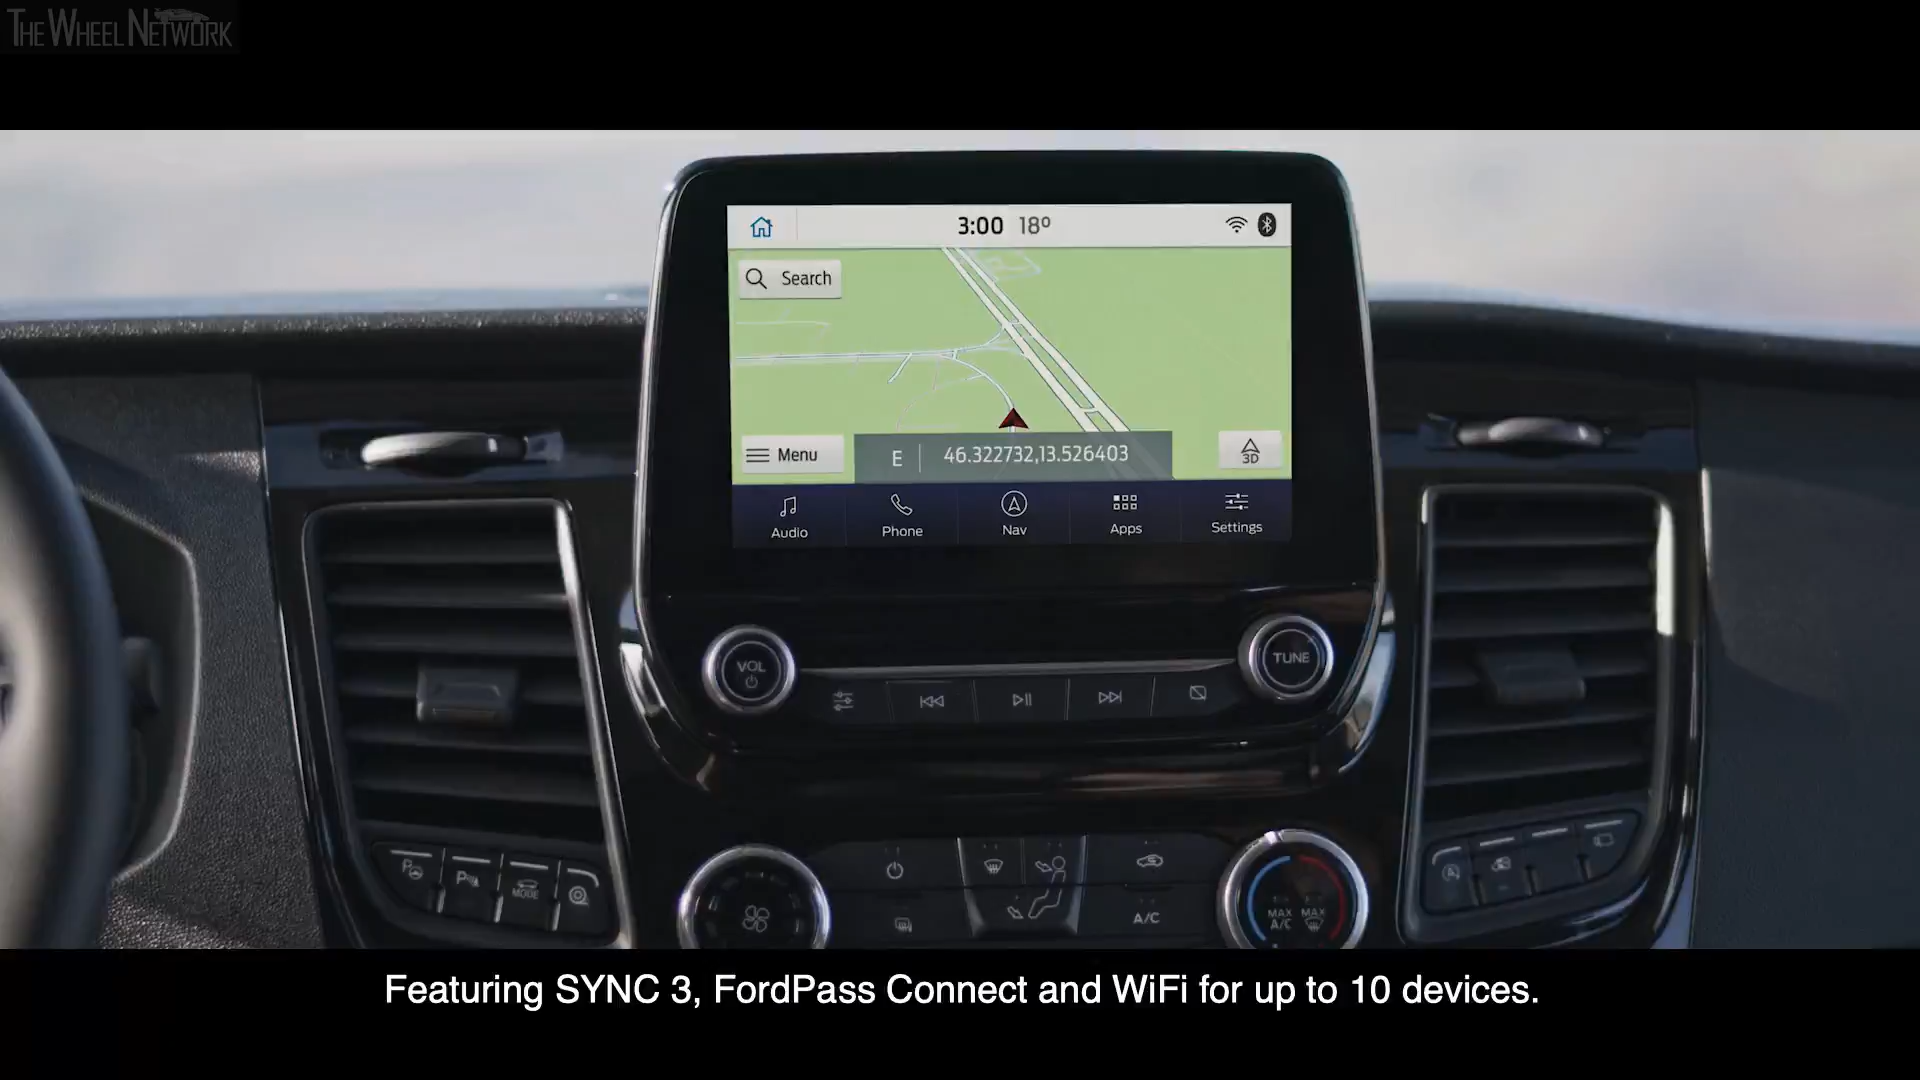 THE WHEEL NETWORK
3:00 18º
Search
Menu
E 46.322732,13.526403
3D
Audio
Phone
Nav
Apps
Settings
VOL
TUNE
MODE
A/C
MAX A/C
MAX
Featuring SYNC 3, FordPass Connect and WiFi for up to 10 devices.